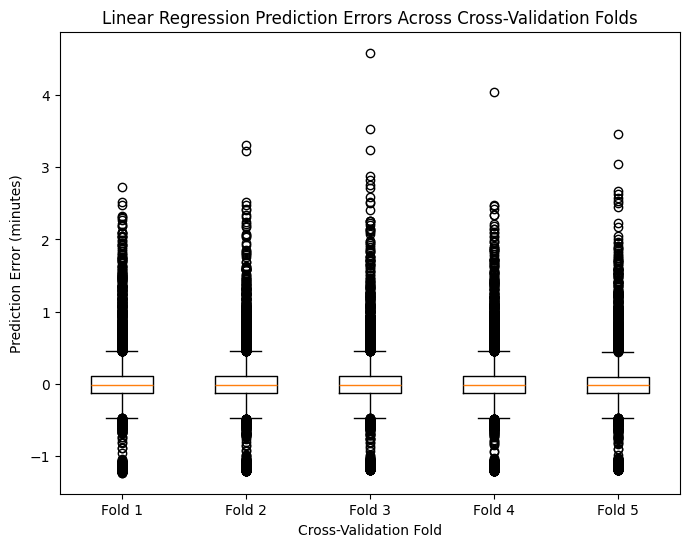 Linear Regression Prediction Errors Across Cross-Validation Folds
Prediction Error (minutes)
4
3
2
1
0
−1
Fold 1 Fold 2 Fold 3 Fold 4 Fold 5
Cross-Validation Fold